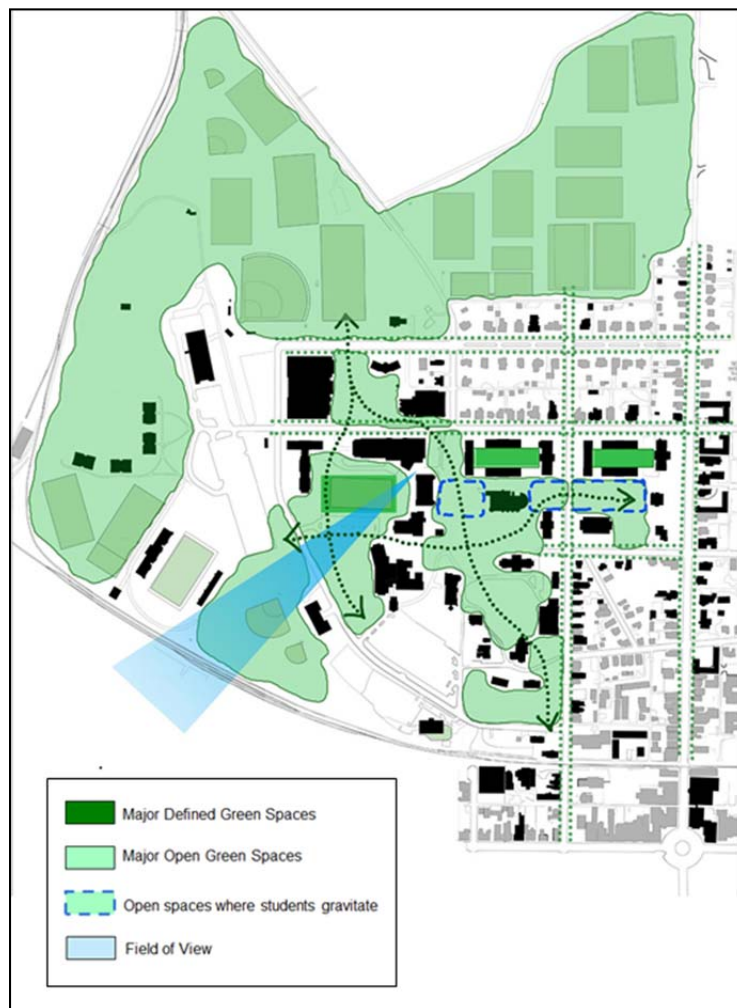 Major Defined Green Spaces
Major Open Green Spaces
Open spaces where students gravitate
Field of View